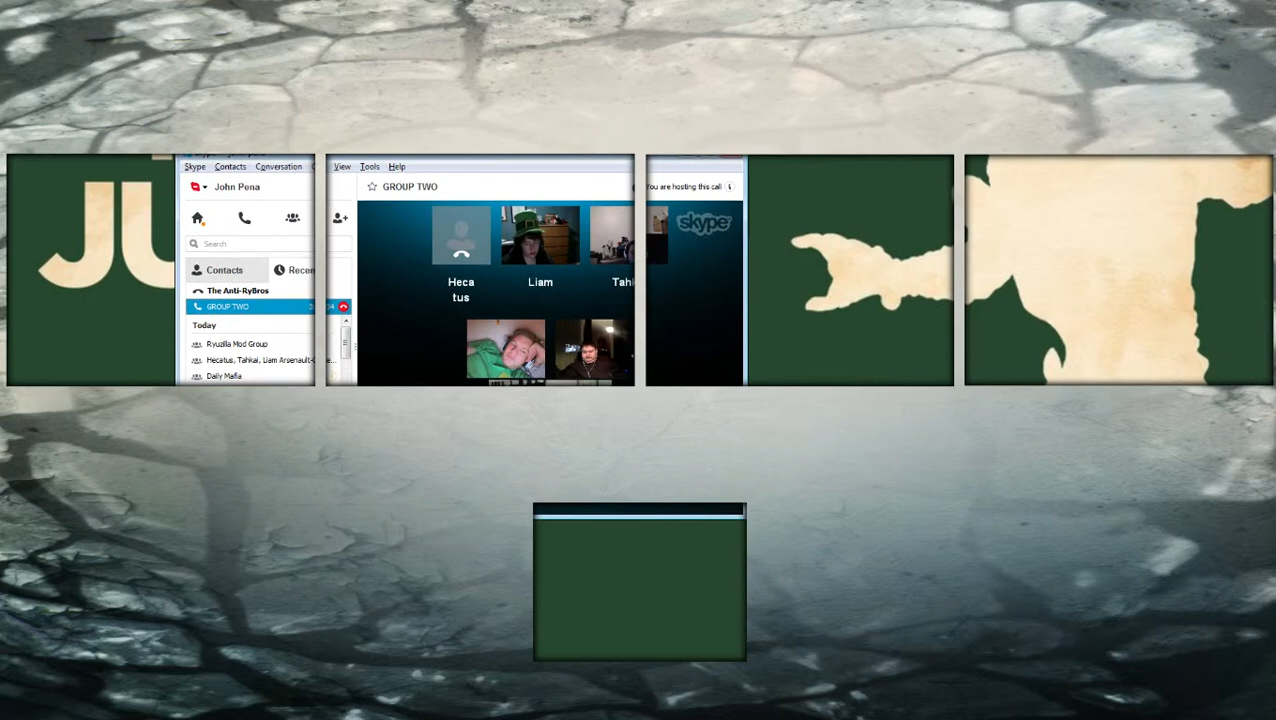 JU
Skype Contacts Conversation
View Tools Help
John Pena
GROUP TWO
You are hosting this call
skype
Search
Contacts
Recen
Heca
tus
Liam
Tahk
The Anti-RyBros
GROUP TWO
Today
Ryuzilla Mod Group
Hecatus, Tahkai, Liam Arsenault-
Daily Mafia